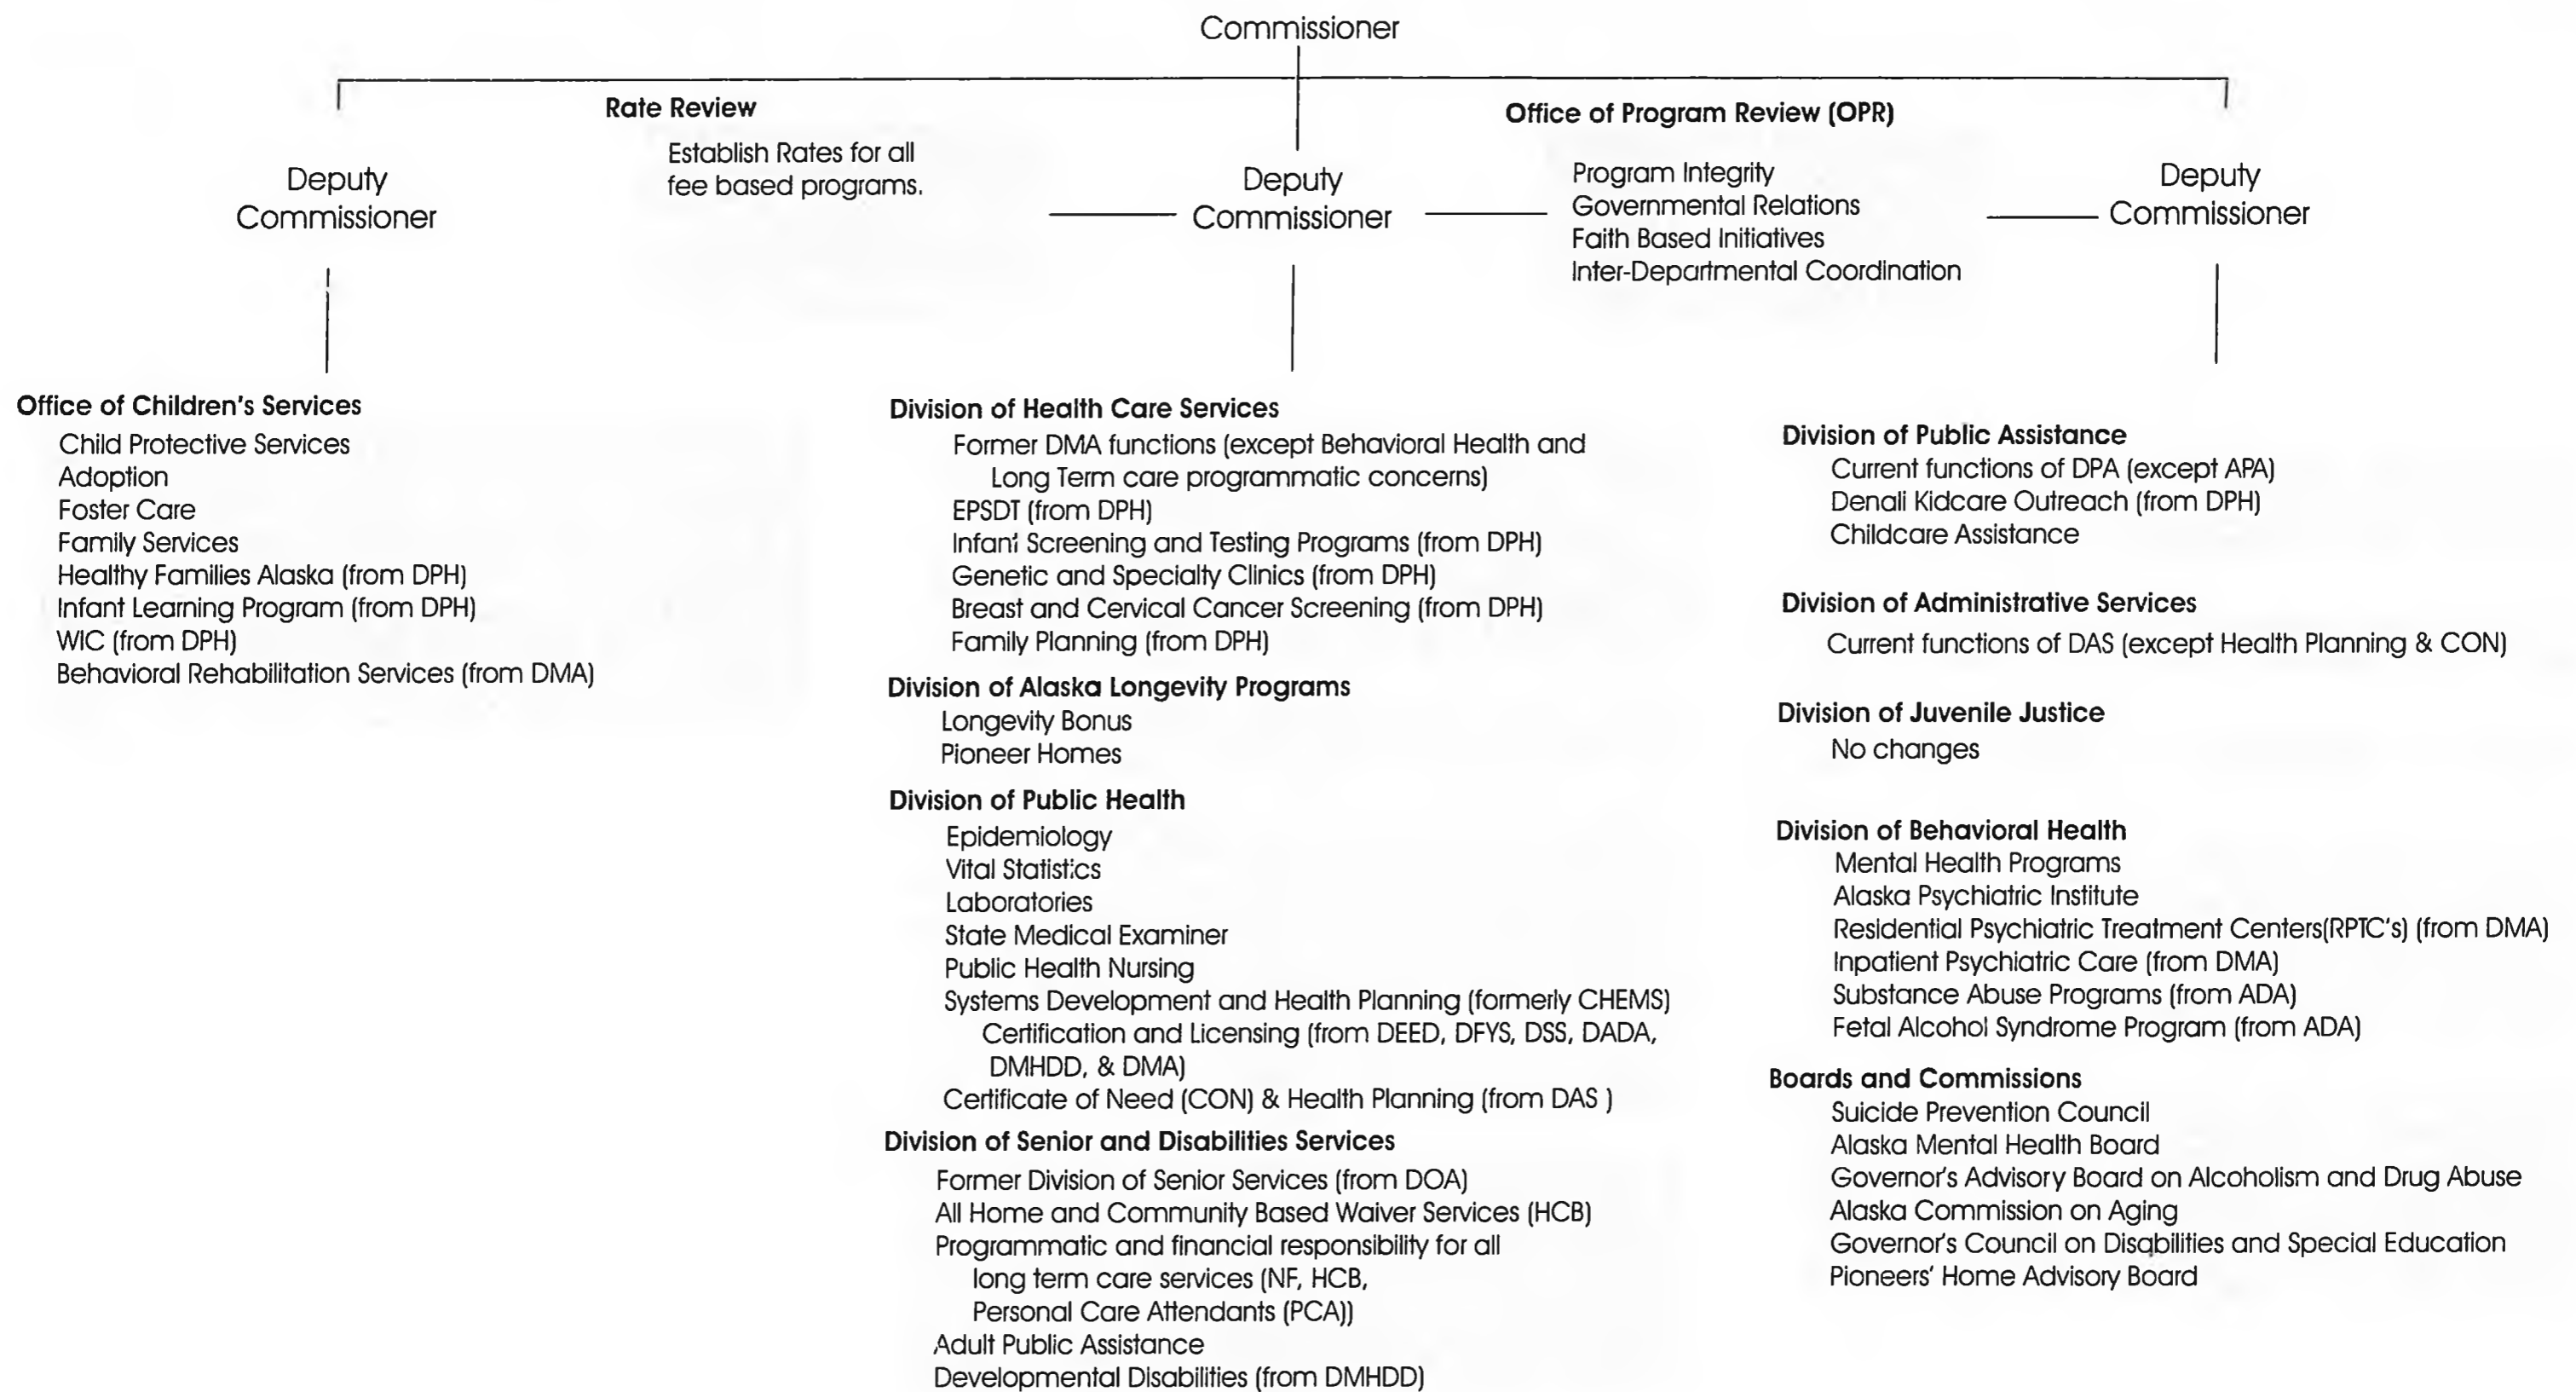 Commissioner
Rate Review
Establish Rates for all
fee based programs.
Office of Program Review (OPR)
Program Integrity
Governmental Relations
Faith Based Initiatives
Inter-Departmental Coordination
Deputy
Commissioner
Deputy
Commissioner
Deputy
Commissioner
Office of Children's Services
Child Protective Services
Adoption
Foster Care
Family Services
Healthy Families Alaska (from DPH)
Infant Learning Program (from DPH)
WIC (from DPH)
Behavioral Rehabilitation Services (from DMA)
Division of Health Care Services
Former DMA functions (except Behavioral Health and
Long Term care programmatic concerns)
EPSDT (from DPH)
Infant Screening and Testing Programs (from DPH)
Genetic and Specialty Clinics (from DPH)
Breast and Cervical Cancer Screening (from DPH)
Family Planning (from DPH)
Division of Alaska Longevity Programs
Longevity Bonus
Pioneer Homes
Division of Public Health
Epidemiology
Vital Statistics
Laboratories
State Medical Examiner
Public Health Nursing
Systems Development and Health Planning (formerly CHEMS)
Certification and Licensing (from DEED, DFYS, DSS, DADA,
DMHDD, & DMA)
Certificate of Need (CON) & Health Planning (from DAS )
Division of Senior and Disabilities Services
Former Division of Senior Services (from DOA)
All Home and Community Based Waiver Services (HCB)
Programmatic and financial responsibility for all
long term care services (NF, HCB,
Personal Care Attendants (PCA))
Adult Public Assistance
Developmental Disabilities (from DMHDD)
Division of Public Assistance
Current functions of DPA (except APA)
Denali Kidcare Outreach (from DPH)
Childcare Assistance
Division of Administrative Services
Current functions of DAS (except Health Planning & CON)
Division of Juvenile Justice
No changes
Division of Behavioral Health
Mental Health Programs
Alaska Psychiatric Institute
Residential Psychiatric Treatment Centers(RPTC's) (from DMA)
Inpatient Psychiatric Care (from DMA)
Substance Abuse Programs (from ADA)
Fetal Alcohol Syndrome Program (from ADA)
Boards and Commissions
Suicide Prevention Council
Alaska Mental Health Board
Governor's Advisory Board on Alcoholism and Drug Abuse
Alaska Commission on Aging
Governor's Council on Disabilities and Special Education
Pioneers' Home Advisory Board